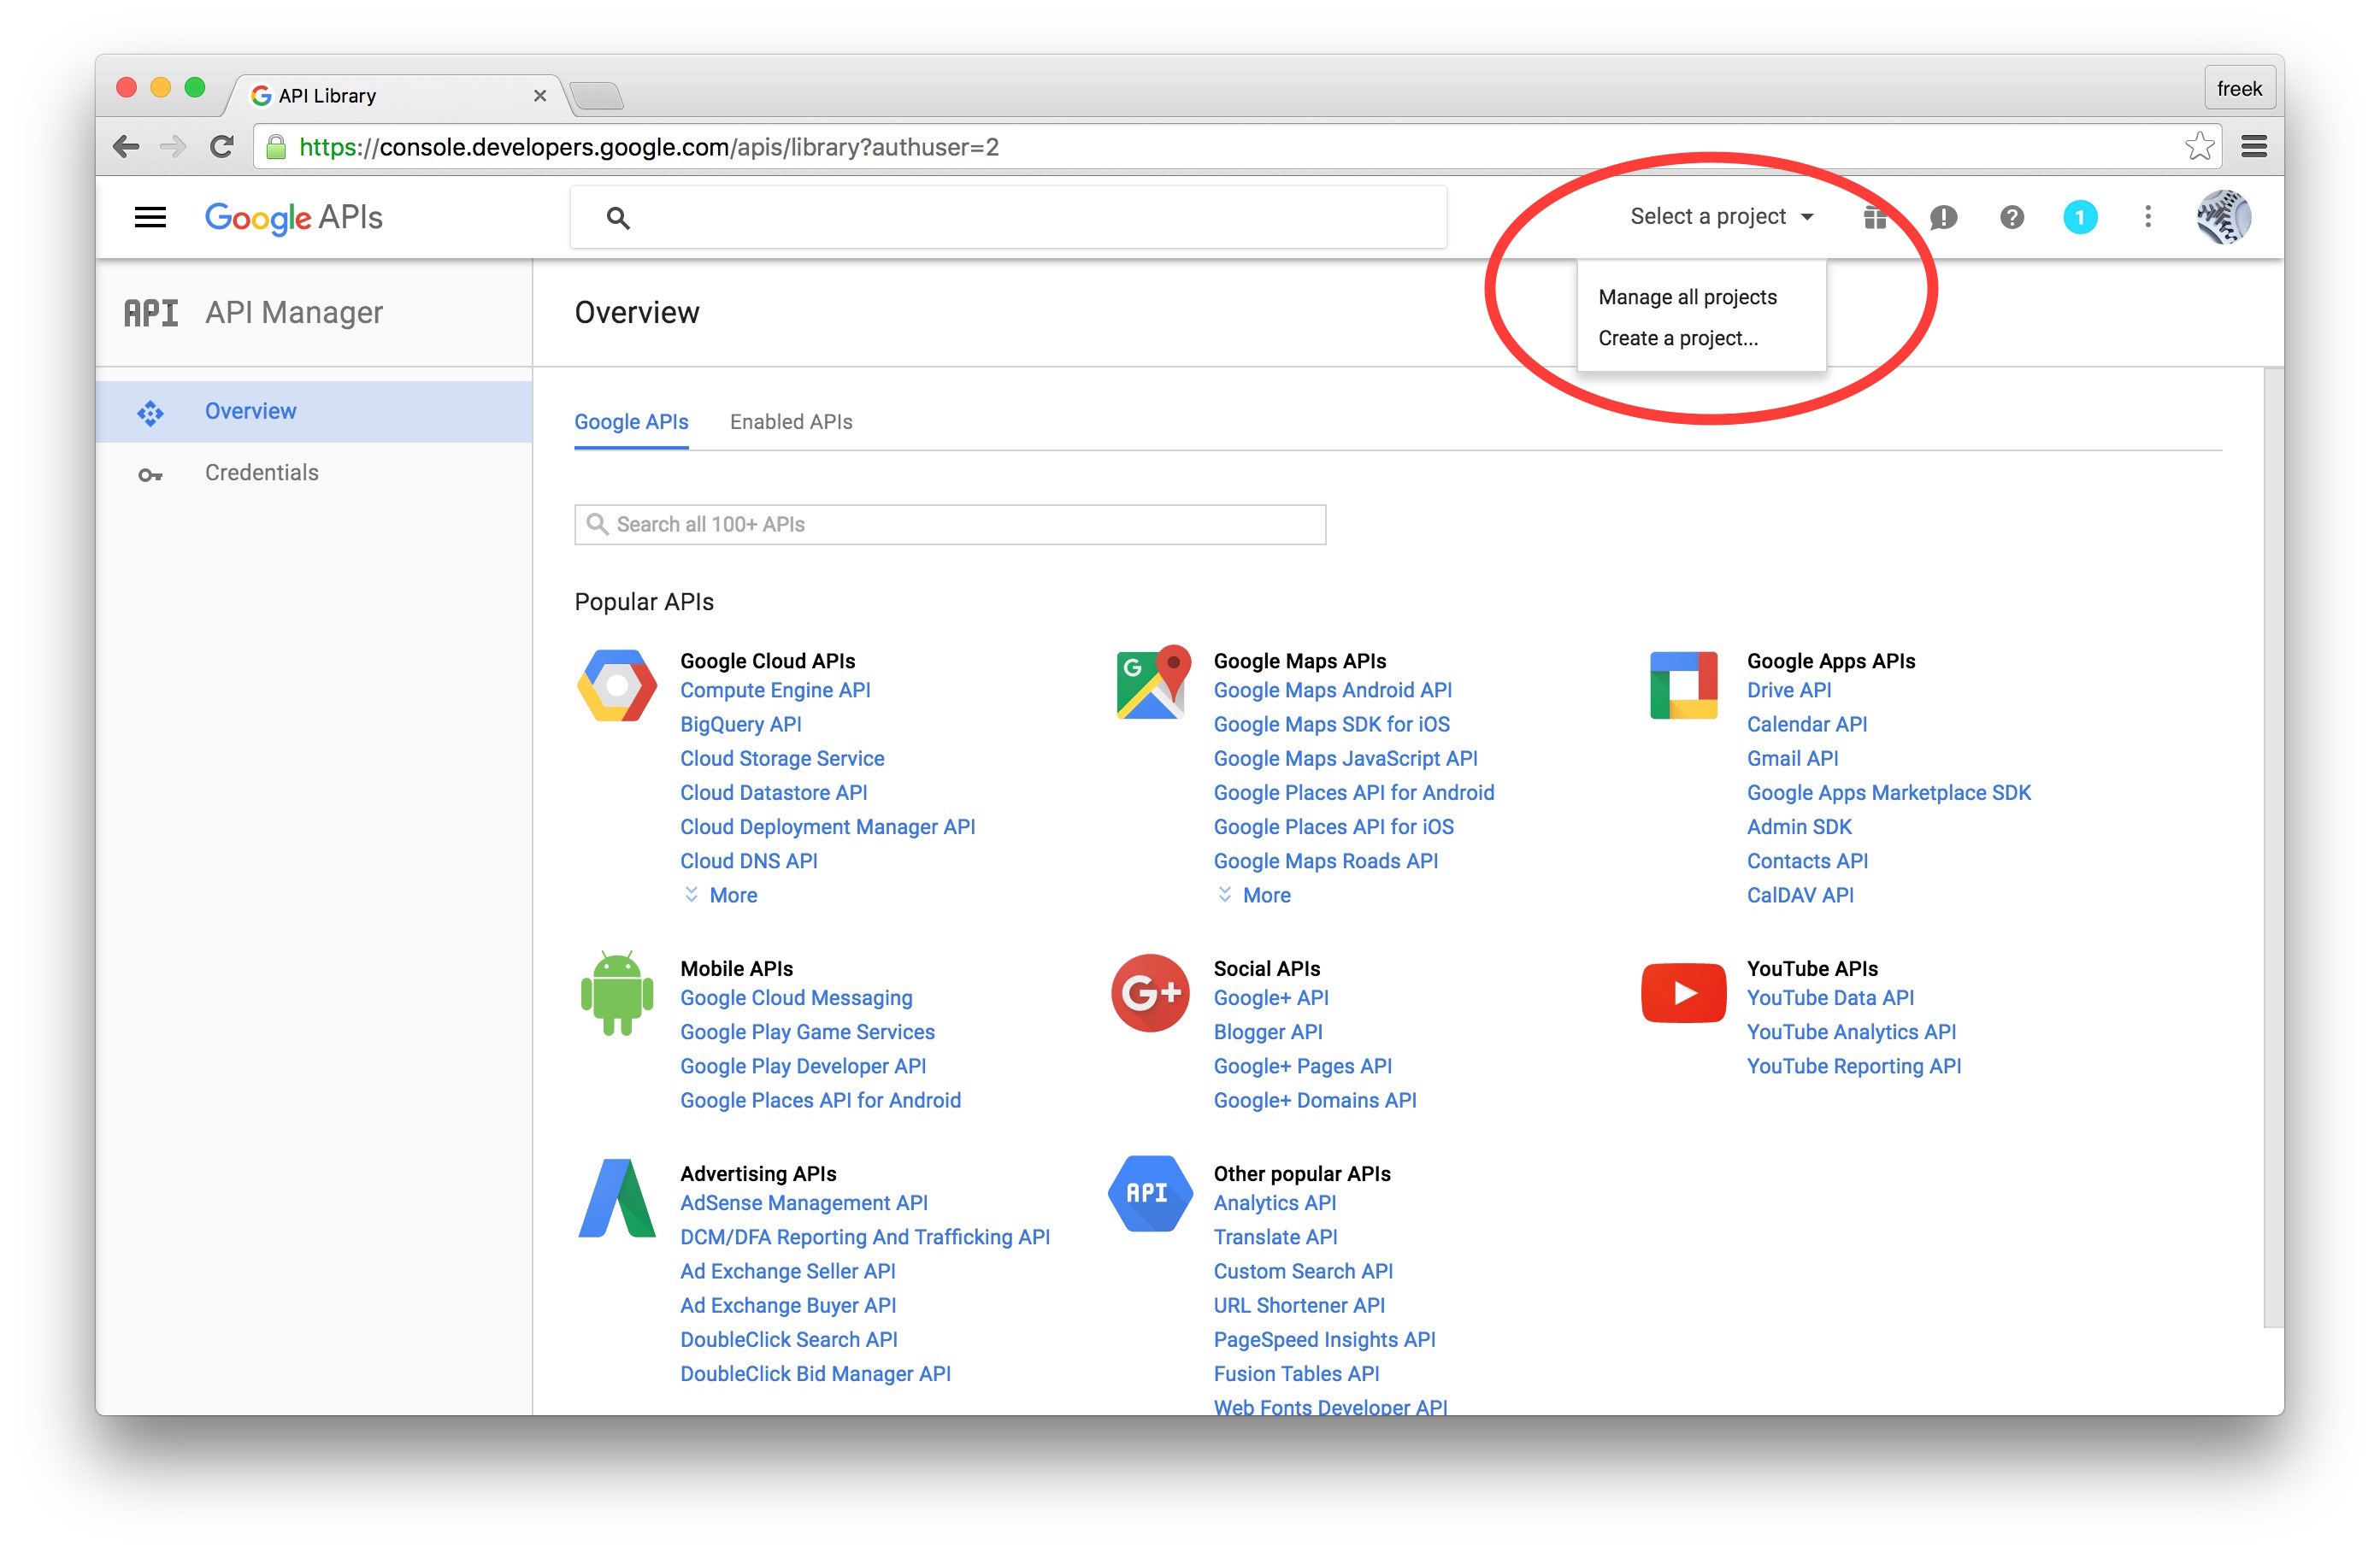 API Library
freek
https://console.developers.google.com/apis/library?authuser=2
Google APIs
Select a project
1
Manage all projects
Create a project...
API API Manager
Overview
Overview
Credentials
Google APIs Enabled APIs
Search all 100+ APIs
Popular APIs
Google Cloud APIs
Compute Engine API
BigQuery API
Cloud Storage Service
Cloud Datastore API
Cloud Deployment Manager API
Cloud DNS API
More
G
Google Maps APIs
Google Maps Android API
Google Maps SDK for iOS
Google Maps JavaScript API
Google Places API for Android
Google Places API for iOS
Google Maps Roads API
More
Google Apps APIs
Drive API
Calendar API
Gmail API
Google Apps Marketplace SDK
Admin SDK
Contacts API
CalDAV API
Mobile APIs
Google Cloud Messaging
Google Play Game Services
Google Play Developer API
Google Places API for Android
G+
Social APIs
Google+ API
Blogger API
Google+ Pages API
Google+ Domains API
YouTube APIs
YouTube Data API
YouTube Analytics API
YouTube Reporting API
Advertising APIs
AdSense Management API
DCM/DFA Reporting And Trafficking API
Ad Exchange Seller API
Ad Exchange Buyer API
DoubleClick Search API
DoubleClick Bid Manager API
API
Other popular APIs
Analytics API
Translate API
Custom Search API
URL Shortener API
PageSpeed Insights API
Fusion Tables API
Web Fonts Developer API